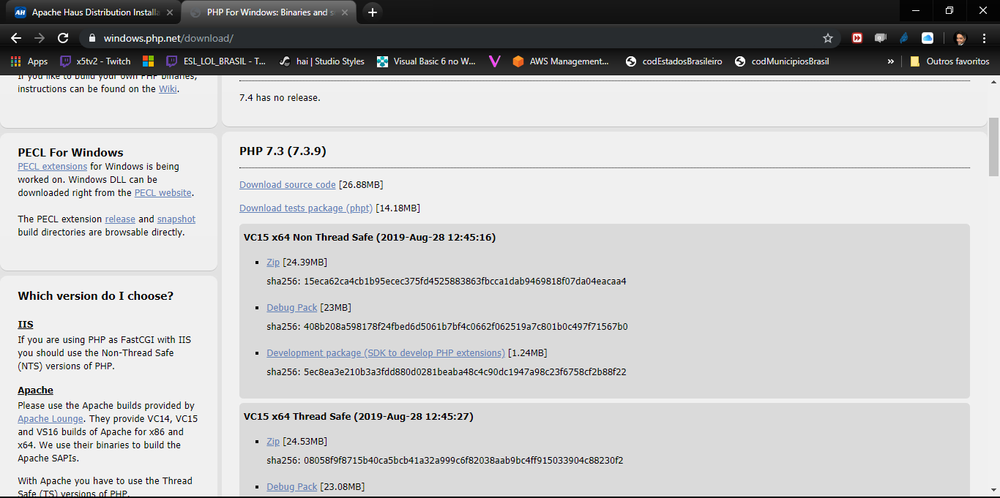 Apache Haus Distribution Installa
PHP For Windows: Binaries and s
windows.php.net/download/
Apps
x5tv2 - Twitch
ESL_LOL_BRASIL - T...
hai | Studio Styles
Visual Basic 6 no W...
AWS Management...
codEstadosBrasileiro
codMunicipiosBrasil
»
Outros favoritos
If you like to build your own PHP binaries,
instructions can be found on the Wiki.
PECL For Windows
PECL extensions for Windows is being
worked on. Windows DLL can be
downloaded right from the PECL website.
The PECL extension release and snapshot
build directories are browsable directly.
Which version do I choose?
IIS
If you are using PHP as FastCGI with IIS
you should use the Non-Thread Safe
(NTS) versions of PHP.
Apache
Please use the Apache builds provided by
Apache Lounge. They provide VC14, VC15
and VS16 builds of Apache for x86 and
x64. We use their binaries to build the
Apache SAPIs.
With Apache you have to use the Thread
Safe (TS) versions of PHP.
7.4 has no release.
PHP 7.3 (7.3.9)
Download source code [26.88MB]
Download tests package (phpt) [14.18MB]
VC15 x64 Non Thread Safe (2019-Aug-28 12:45:16)
Zip [24.39MB]
sha256: 15eca62ca4cb1b95ecec375fd4525883863fbcca1dab9469818f07da04eacaa4
Debug Pack [23MB]
sha256: 408b208a598178f24fbed6d5061b7bf4c0662f062519a7c801b0c497f71567b0
Development package (SDK to develop PHP extensions) [1.24MB]
sha256: 5ec8ea3e210b3a3fdd880d0281beaba48c4c90dc1947a98c23f6758cf2b88f22
VC15 x64 Thread Safe (2019-Aug-28 12:45:27)
Zip [24.53MB]
sha256: 08058f9f8715b40ca5bcb41a32a999c6f82038aab9bc4ff915033904c88230f2
Debug Pack [23.08MB]